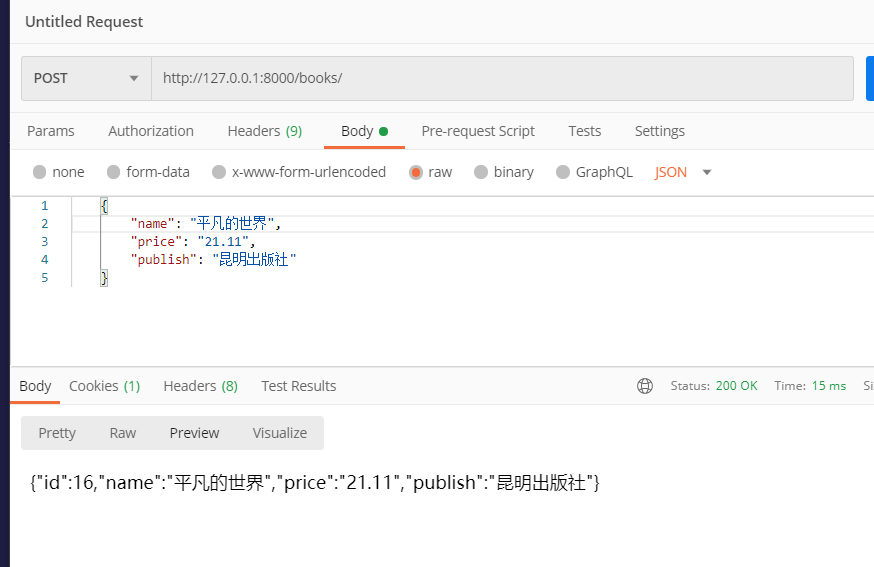 Untitled Request
POST http://127.0.0.1:8000/books/
Params Authorization Headers (9) Body Pre-request Script Tests Settings
none form-data x-www-form-urlencoded raw binary GraphQL JSON
1 {
2 "name": "平凡的世界",
3 "price": "21.11",
4 "publish": "昆明出版社"
5 }
Body Cookies (1) Headers (8) Test Results Status: 200 OK Time: 15 ms
Pretty Raw Preview Visualize
{"id":16,"name":"平凡的世界","price":"21.11","publish":"昆明出版社"}